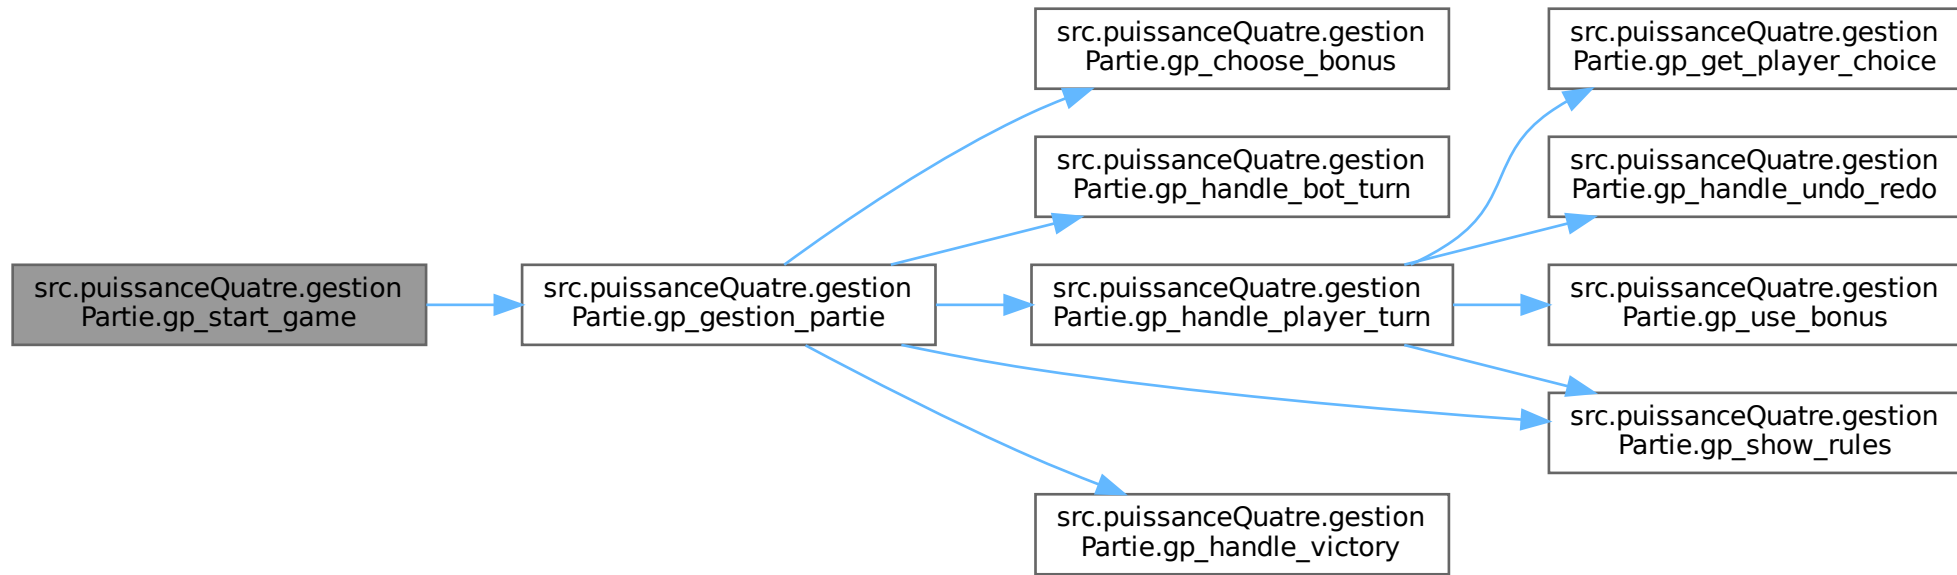 src.puissanceQuatre.gestion
Partie.gp_start_game
src.puissanceQuatre.gestion
Partie.gp_gestion_partie
src.puissanceQuatre.gestion
Partie.gp_choose_bonus
src.puissanceQuatre.gestion
Partie.gp_handle_bot_turn
src.puissanceQuatre.gestion
Partie.gp_handle_player_turn
src.puissanceQuatre.gestion
Partie.gp_handle_victory
src.puissanceQuatre.gestion
Partie.gp_get_player_choice
src.puissanceQuatre.gestion
Partie.gp_handle_undo_redo
src.puissanceQuatre.gestion
Partie.gp_use_bonus
src.puissanceQuatre.gestion
Partie.gp_show_rules